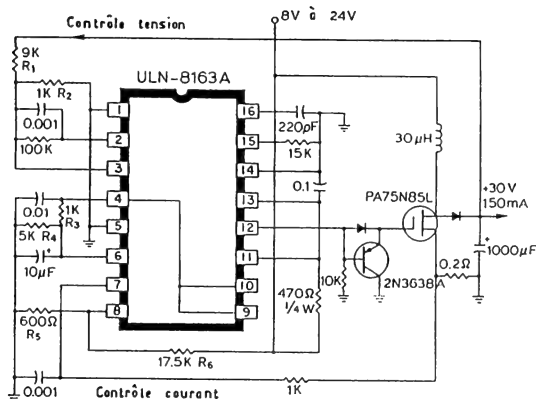 Contrôle tension
8V à 24V
9K
R1
ULN-8163A
1K R2
0.001
100K
1
2
3
4
5
6
7
8
16
15
14
13
12
11
10
9
220pF
15K
0.1
30µH
PA75N85L
+30V
150mA
0.01
1K
R3
5K R4
10µF
+
+
1000µF
0.2Ω
2N3638A
10K
470Ω
¼W
600Ω
R5
17.5K R6
0.001
1K
Contrôle courant